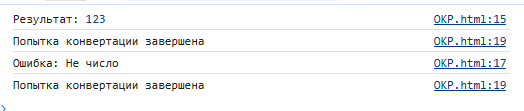 Результат: 123 OKP.html:15
Попытка конвертации завершена OKP.html:19
Ошибка: Не число OKP.html:17
Попытка конвертации завершена OKP.html:19